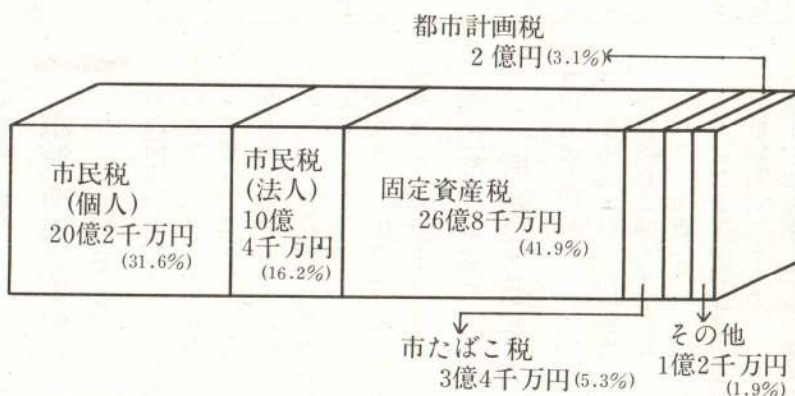 都市計画税
2億円(3.1%)
市民税
(個人)
20億2千万円
(31.6%)
市民税
(法人)
10億
4千万円
(16.2%)
固定資産税
26億8千万円
(41.9%)
市たばこ税
3億4千万円(5.3%)
その他
1億2千万円
(1.9%)